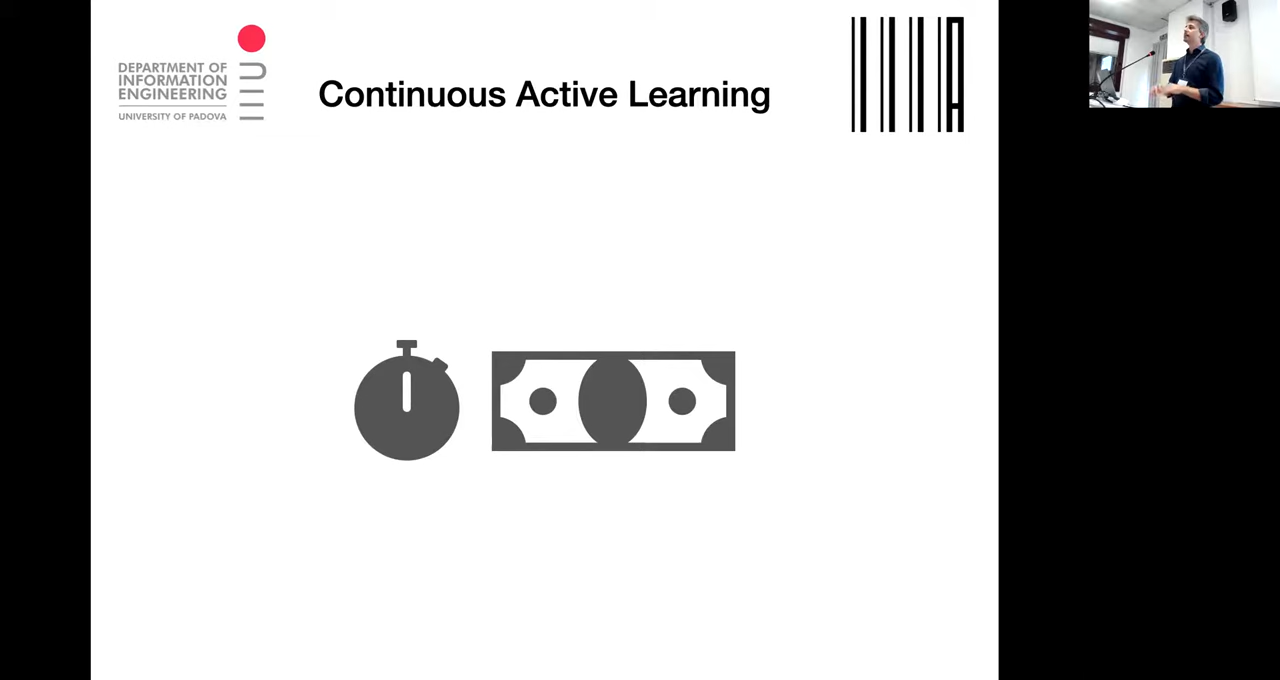 DEPARTMENT OF
INFORMATION
ENGINEERING
UNIVERSITY OF PADOVA
Continuous Active Learning